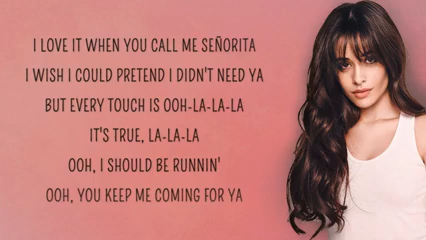 I LOVE IT WHEN YOU CALL ME SEÑORITA
I WISH I COULD PRETEND I DIDN'T NEED YA
BUT EVERY TOUCH IS OOH-LA-LA-LA
IT'S TRUE, LA-LA-LA
OOH, I SHOULD BE RUNNIN'
OOH, YOU KEEP ME COMING FOR YA